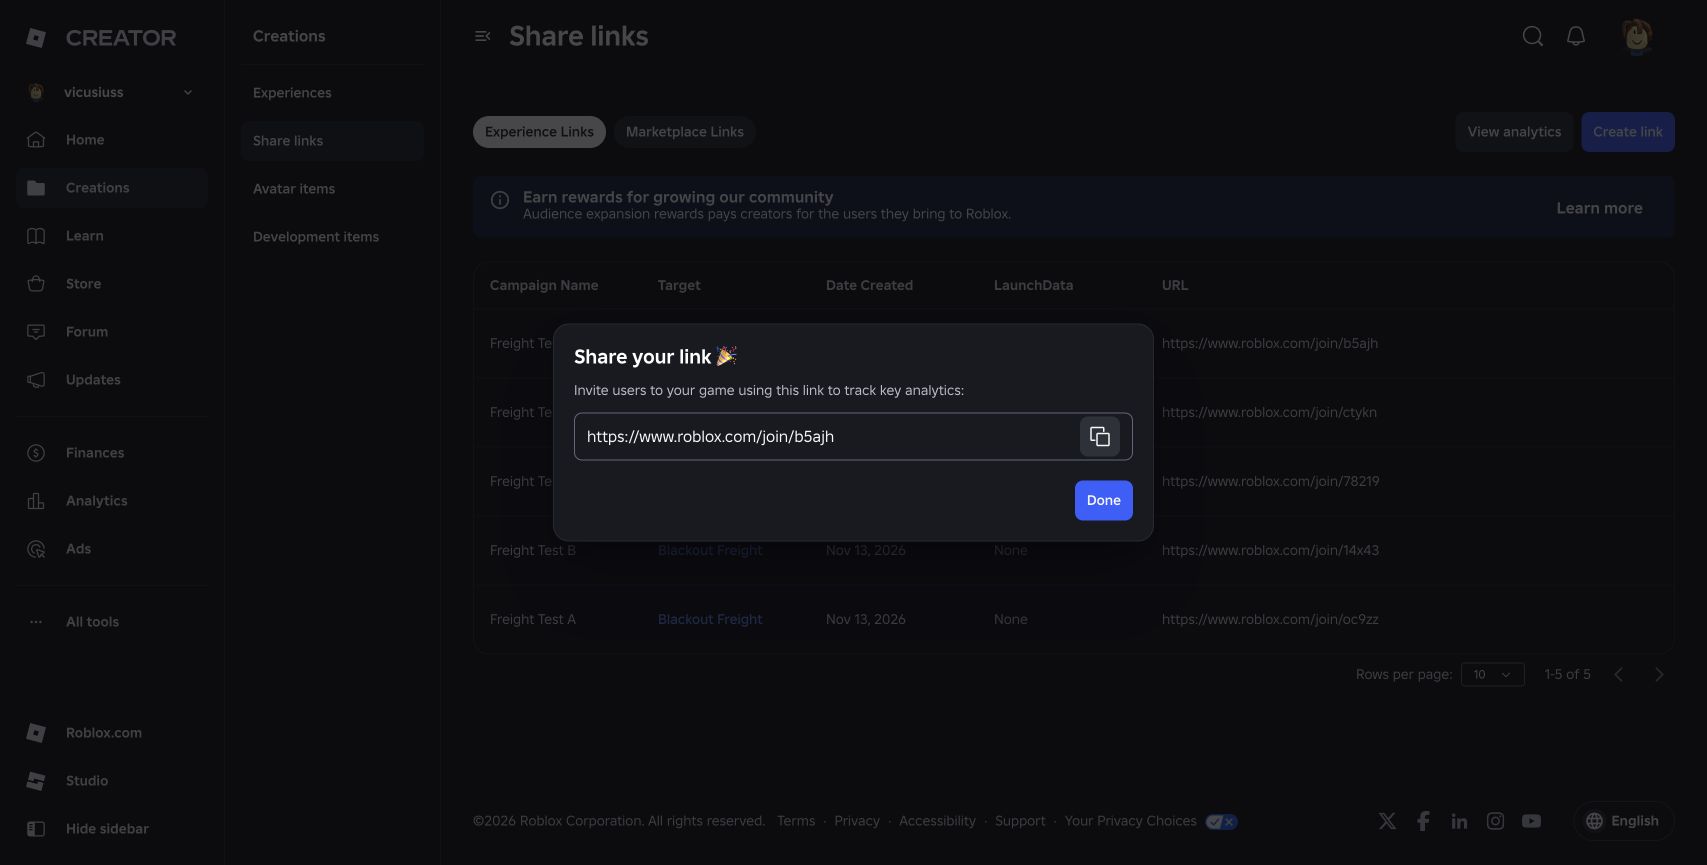 CREATOR
vicusiuss
Home
Creations
Learn
Store
Forum
Updates
Finances
Analytics
Ads
All tools
Roblox.com
Studio
Hide sidebar
Creations
Experiences
Share links
Avatar items
Development items
Share links
Experience Links
Marketplace Links
View analytics
Create link
Earn rewards for growing our community
Audience expansion rewards pays creators for the users they bring to Roblox.
Learn more
Campaign Name Target Date Created LaunchData URL
Freight Te https://www.roblox.com/join/b5ajh
Freight Te https://www.roblox.com/join/ctykn
Freight Te https://www.roblox.com/join/78219
Freight Test B Blackout Freight Nov 13, 2026 None https://www.roblox.com/join/14x43
Freight Test A Blackout Freight Nov 13, 2026 None https://www.roblox.com/join/oc9zz
Share your link
Invite users to your game using this link to track key analytics:
https://www.roblox.com/join/b5ajh
Done
Rows per page: 10 1-5 of 5
©2026 Roblox Corporation. All rights reserved. Terms · Privacy · Accessibility · Support · Your Privacy Choices
English